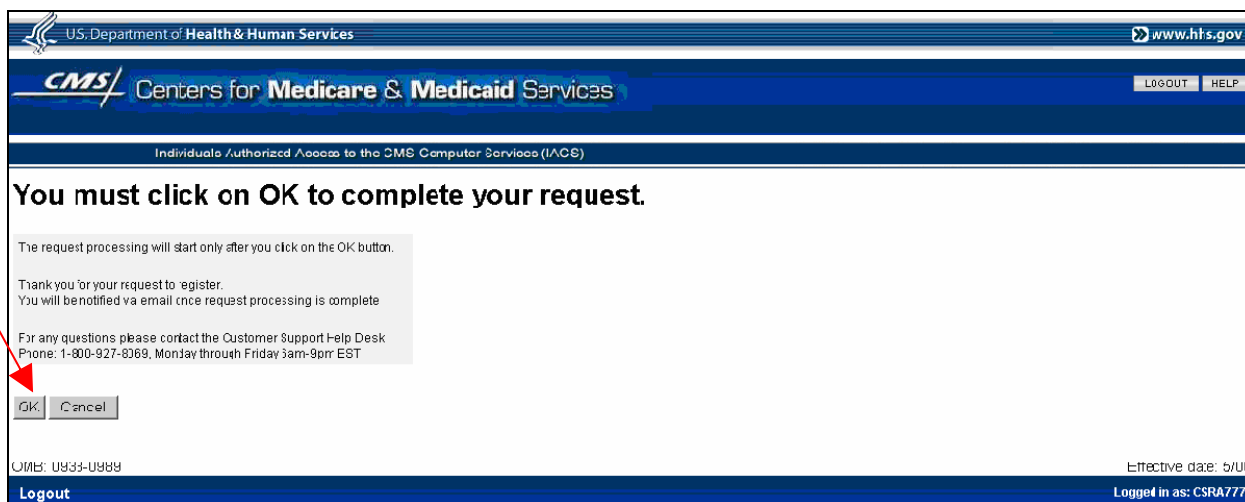 U.S. Department of Health & Human Services
www.hhs.gov
CMS/ Centers for Medicare & Medicaid Services
LOGOUT HELP
Individuals Authorized Access to the CMS Computer Services (IACS)
You must click on OK to complete your request.
The request processing will start only after you click on the OK button.
Thank you for your request to register.
You will be notified via email once request processing is complete
For any questions please contact the Customer Support Help Desk
Phone: 1-800-927-8069, Monday through Friday EST
OK Cancel
OMB: 0938-0989
Effective date: 5/0
Logout
Logged in as: CSRA777